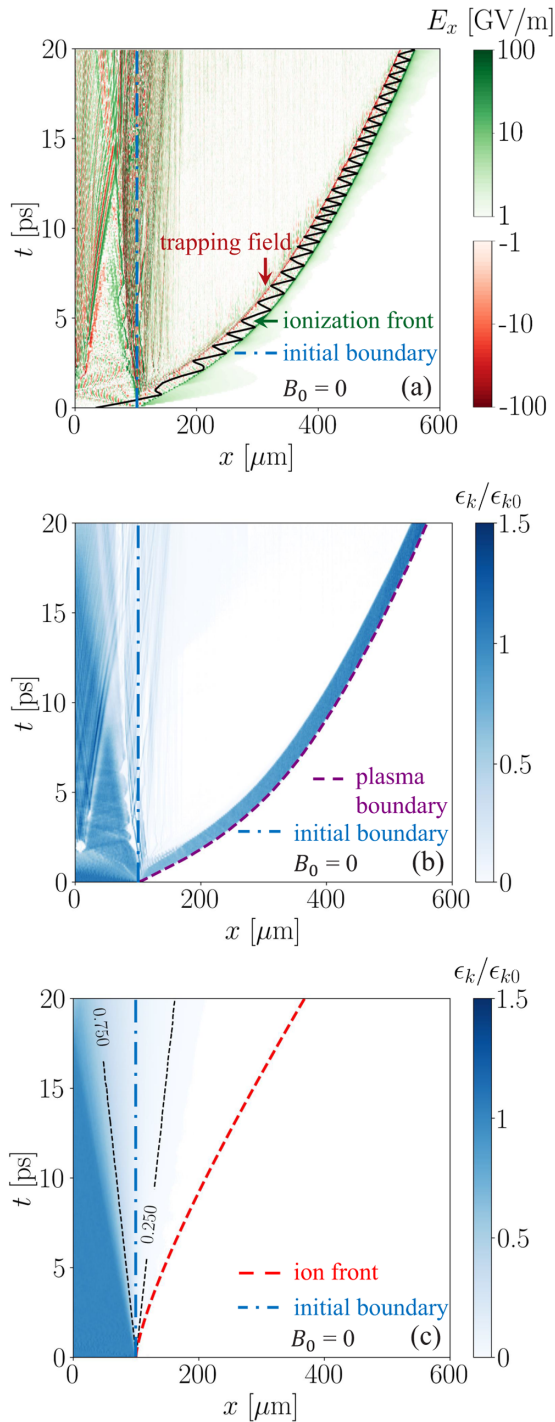 E_x [GV/m]
100
10
1
-1
-10
-100
20
15
10
5
0
t [ps]
trapping field
ionization front
initial boundary
B_0 = 0
(a)
0
200
400
600
x [μm]
ϵ_k/ϵ_k0
1.5
1
0.5
0
20
15
10
5
0
t [ps]
plasma
boundary
initial boundary
B_0 = 0
(b)
200
400
600
x [μm]
ϵ_k/ϵ_k0
1.5
1
0.5
0
20
15
10
5
0
t [ps]
0.750
0.250
ion front
initial boundary
B_0 = 0
(c)
200
400
600
x [μm]